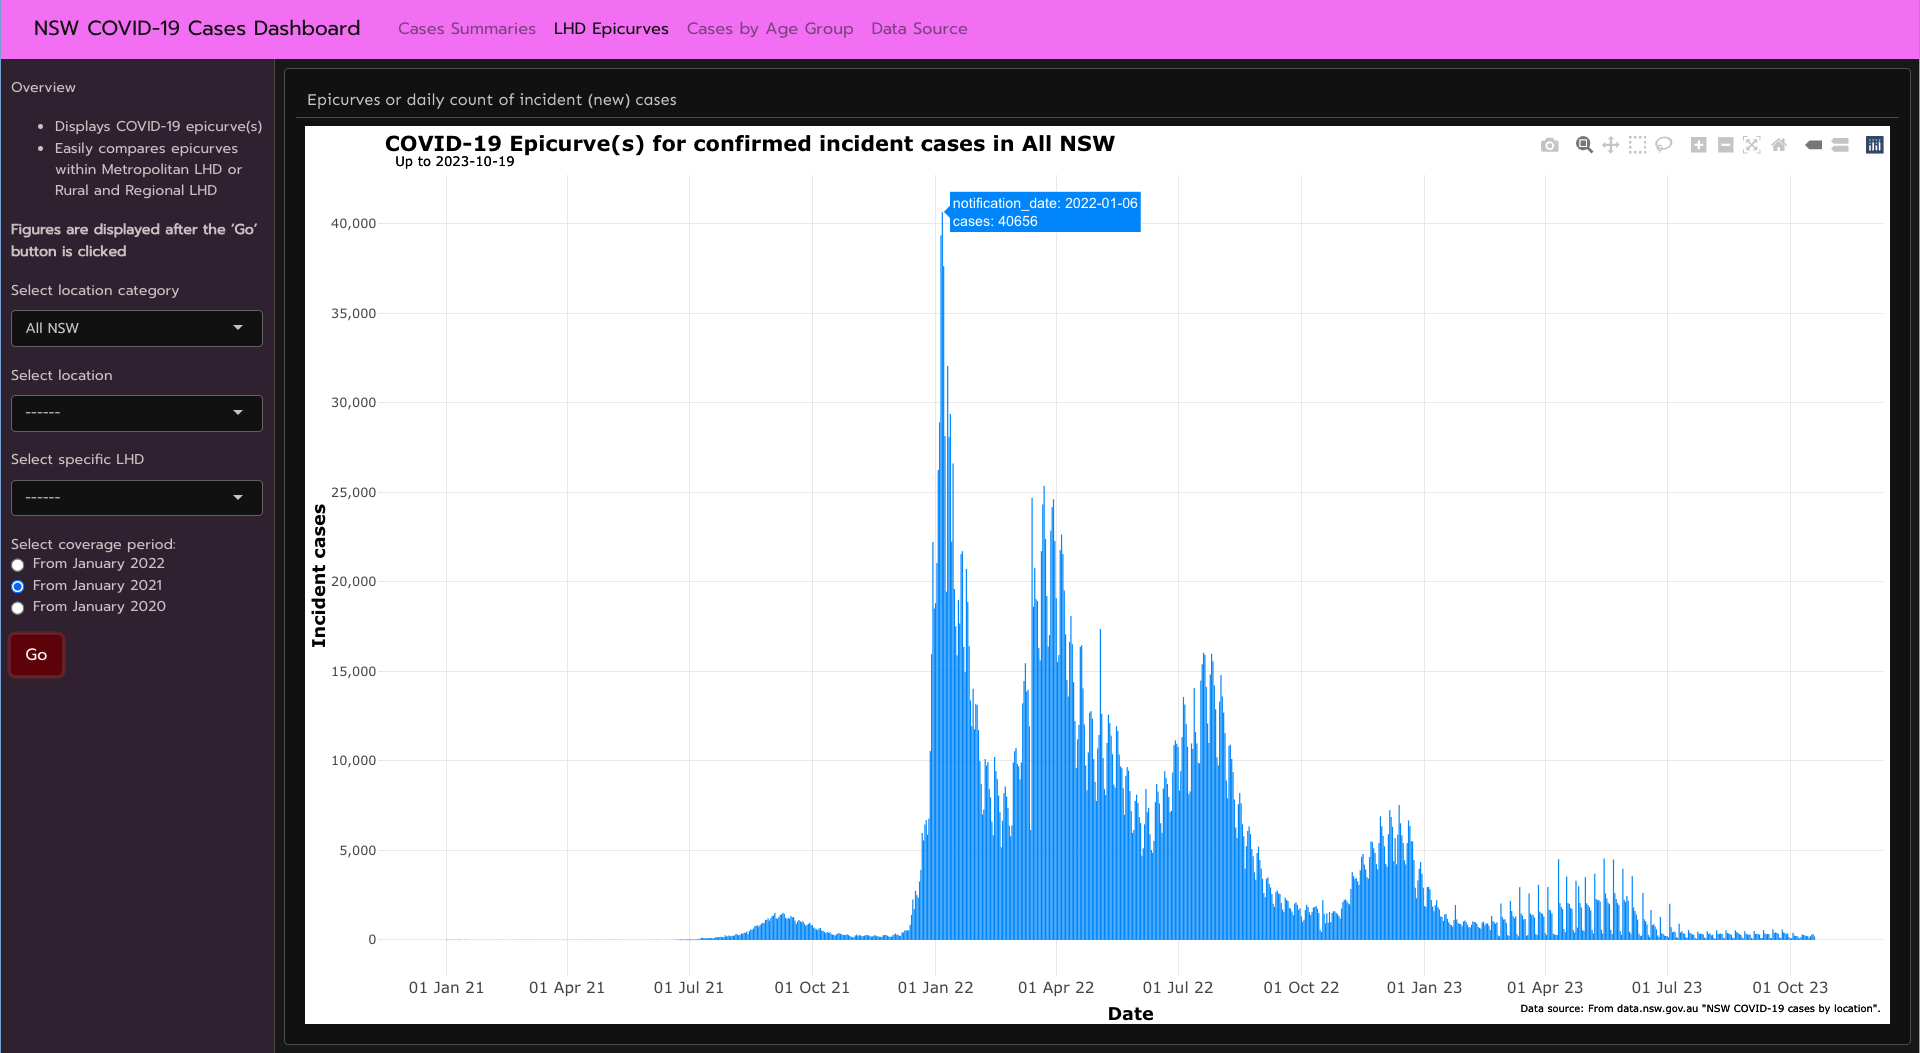 NSW COVID-19 Cases Dashboard
Cases Summaries
LHD Epicurves
Cases by Age Group
Data Source
Overview
Displays COVID-19 epicurve(s)
Easily compares epicurves
within Metropolitan LHD or
Rural and Regional LHD
Figures are displayed after the ‘Go’
button is clicked
Select location category
All NSW
Select location
------
Select specific LHD
------
Select coverage period:
From January 2022
From January 2021
From January 2020
Go
Epicurves or daily count of incident (new) cases
COVID-19 Epicurve(s) for confirmed incident cases in All NSW
Up to 2023-10-19
notification_date: 2022-01-06
cases: 40656
Incident cases
40,000
35,000
30,000
25,000
20,000
15,000
10,000
5,000
0
01 Jan 21
01 Apr 21
01 Jul 21
01 Oct 21
01 Jan 22
01 Apr 22
01 Jul 22
01 Oct 22
01 Jan 23
01 Apr 23
01 Jul 23
01 Oct 23
Date
Data source: From data.nsw.gov.au "NSW COVID-19 cases by location".